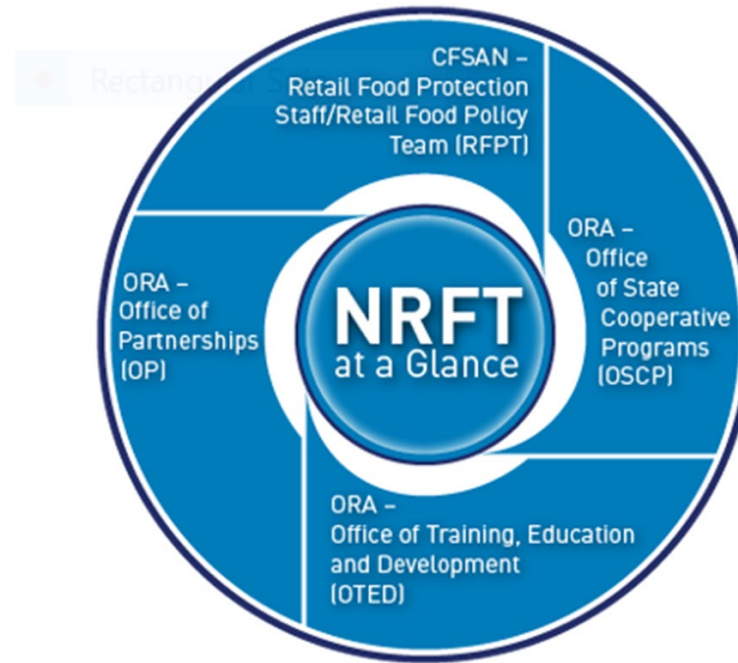 CFSAN –
Retail Food Protection
Staff/Retail Food Policy
Team (RFPT)
ORA –
Office
of State
Cooperative
Programs
(OSCP)
ORA –
Office of
Partnerships
(OP)
NRFT
at a Glance
ORA –
Office of Training, Education
and Development
(OTED)